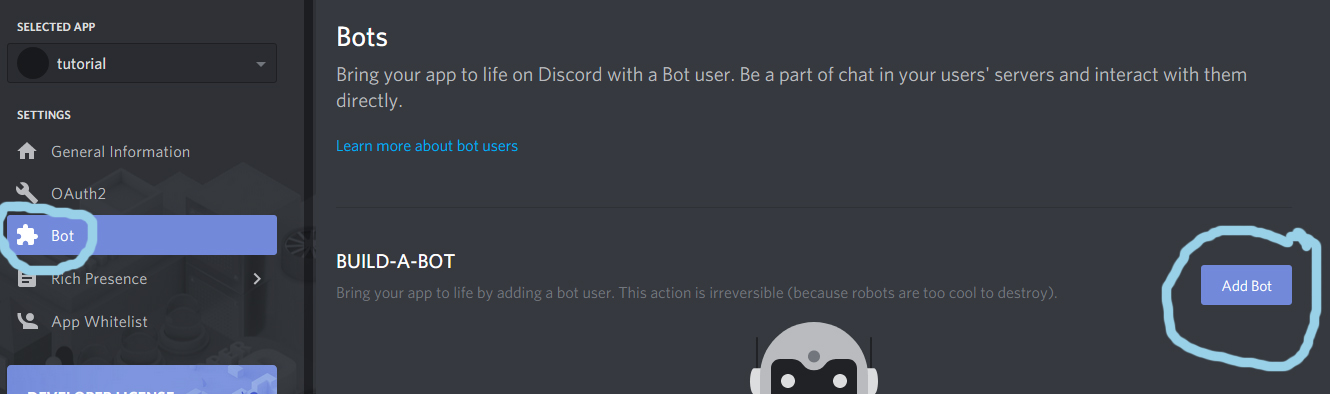 SELECTED APP
tutorial
SETTINGS
General Information
OAuth2
Bot
Rich Presence
App Whitelist
DEVELOPER LICENSE
Bots
Bring your app to life on Discord with a Bot user. Be a part of chat in your users' servers and interact with them
directly.
Learn more about bot users
BUILD-A-BOT
Bring your app to life by adding a bot user. This action is irreversible (because robots are too cool to destroy).
Add Bot